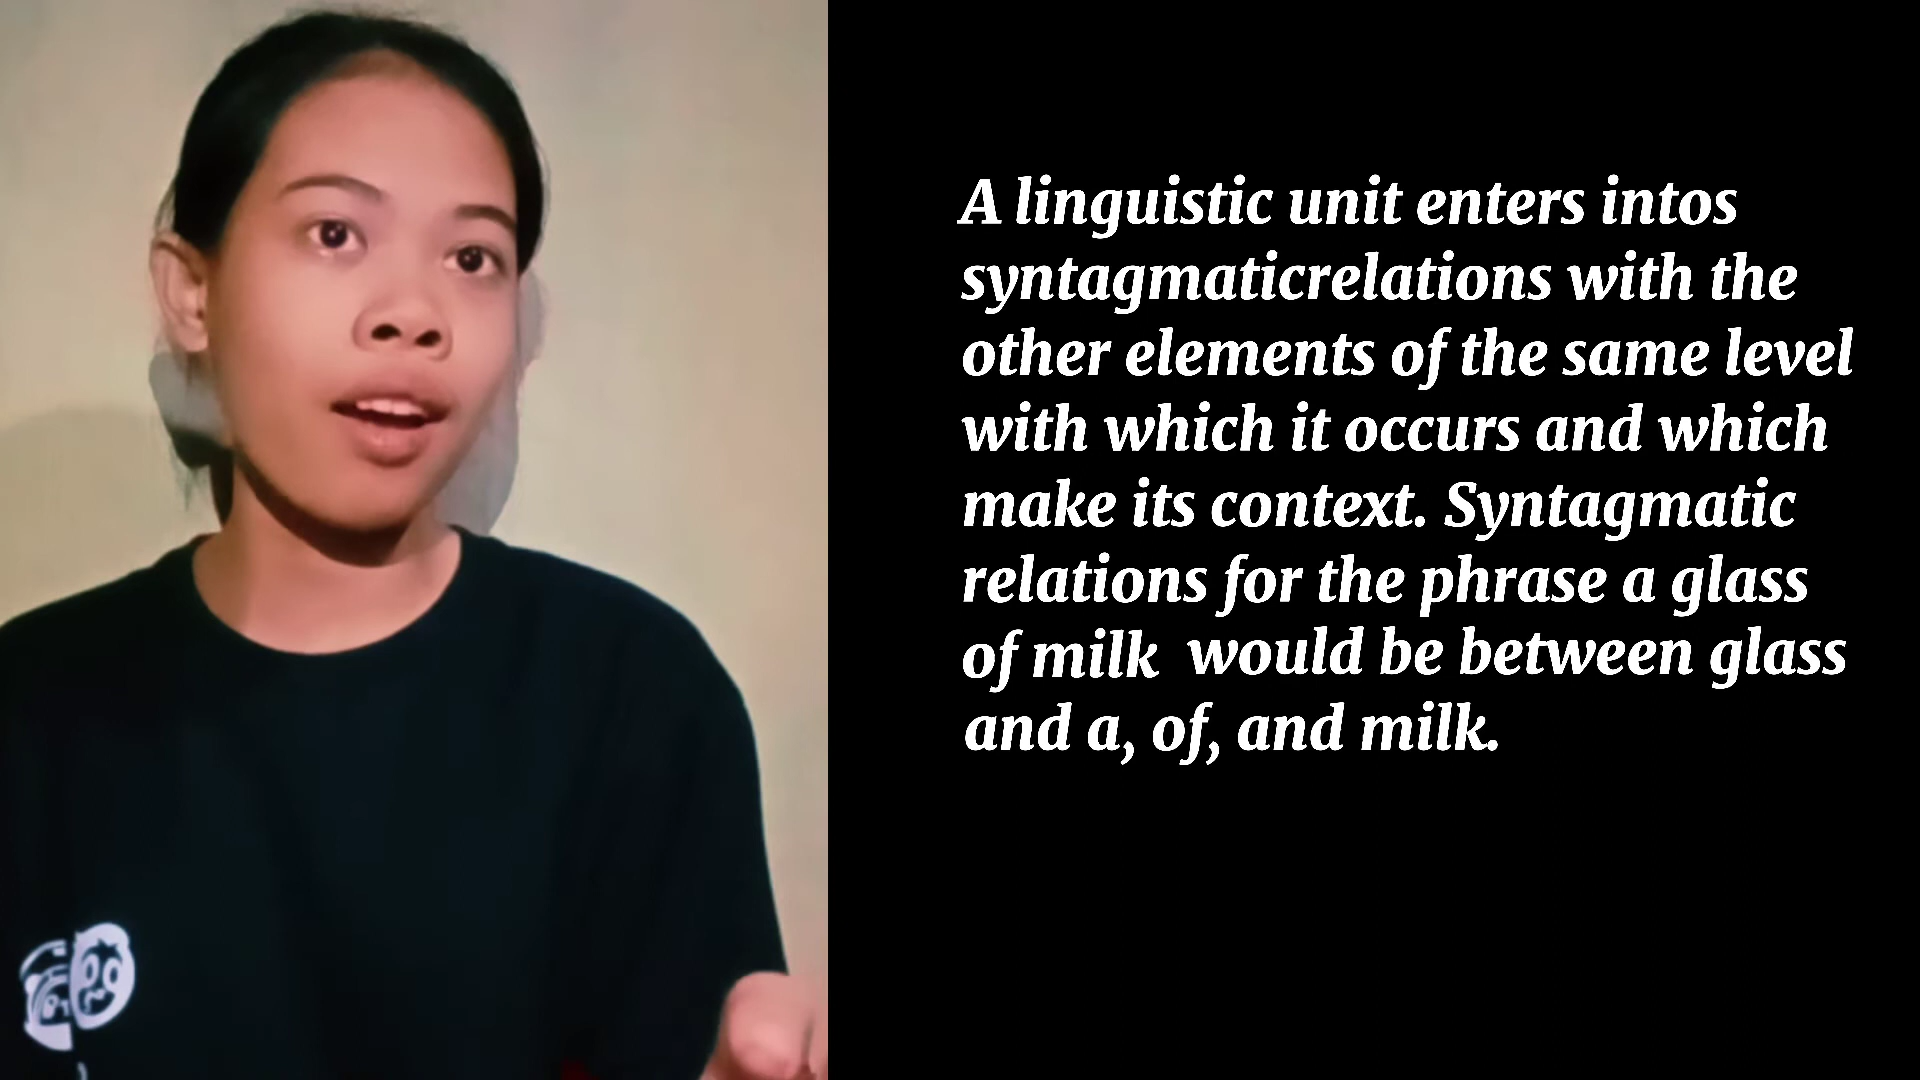 A linguistic unit enters intos
syntagmaticrelations with the
other elements of the same level
with which it occurs and which
make its context. Syntagmatic
relations for the phrase a glass
of milk  would be between glass
and a, of, and milk.